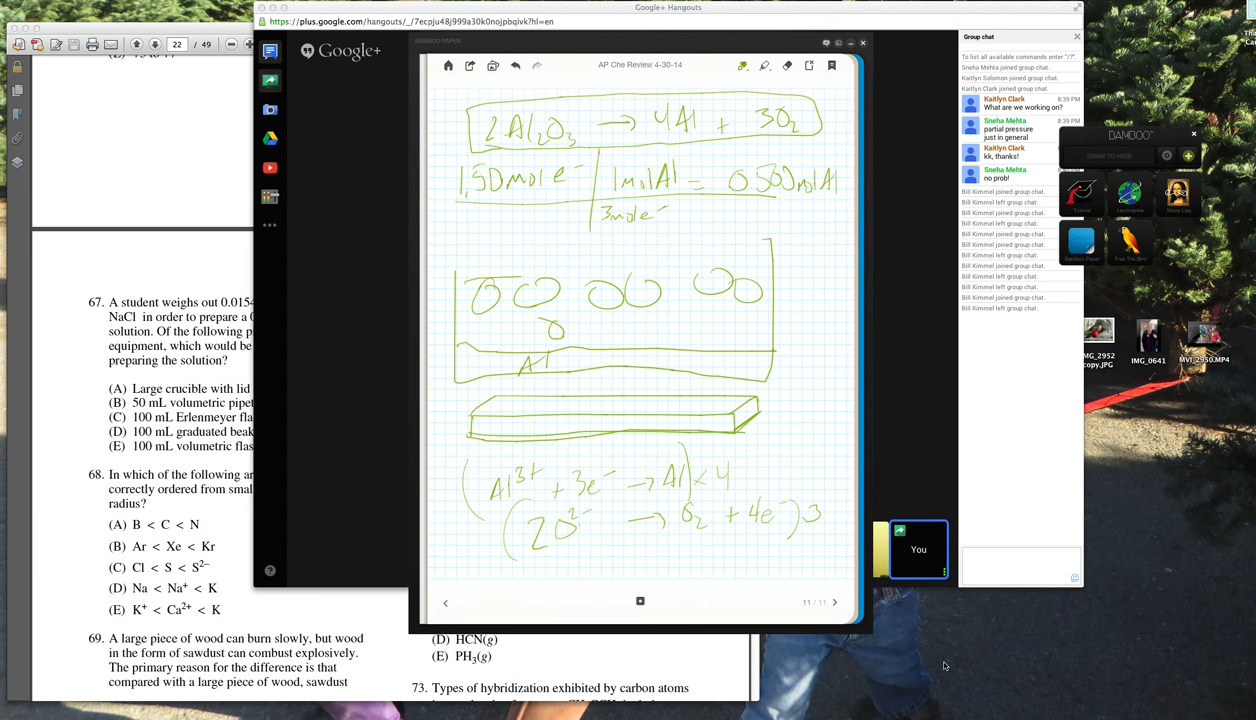 Google+ Hangouts
https://plus.google.com/hangouts/_/7ecpju48j999a30k0nojpbqivk?hl=en
22 / 49
Google+
BAMBOO PAPER
AP Che Review 4-30-14
2Al₂O₃ → 4Al + 3O₂
1.50 mol e⁻ | 1 mol Al = 0.500 mol Al
3 mol e⁻
Al
(Al³⁺ + 3e⁻ → Al) × 4
(2O²⁻ → O₂ + 4e⁻) 3
11 / 11
You
Group chat
To list all available commands enter "/?".
Sneha Mehta joined group chat.
Kaitlyn Solomon joined group chat.
Kaitlyn Clark joined group chat.
Kaitlyn Clark 8:39 PM
What are we working on?
Sneha Mehta 8:39 PM
partial pressure
just in general
Kaitlyn Clark 8:39 PM
kk, thanks!
Sneha Mehta 8:39 PM
no prob!
Bill Kimmel joined group chat.
Bill Kimmel left group chat.
Bill Kimmel joined group chat.
Bill Kimmel left group chat.
Bill Kimmel joined group chat.
Bill Kimmel joined group chat.
Bill Kimmel left group chat.
Bill Kimmel joined group chat.
Bill Kimmel left group chat.
Bill Kimmel left group chat.
Bill Kimmel joined group chat.
Bill Kimmel left group chat.
BAMBOO™
DRAW TO HIDE
Tutorial
Landmarker
Mona Lisa
Bamboo Paper
Free The Bird
IMG_2952
copy.JPG
IMG_0641
MVI_2950.MP4
67. A student weighs out 0.0154
NaCl in order to prepare a
solution. Of the following p
equipment, which would be
preparing the solution?
(A) Large crucible with lid
(B) 50 mL volumetric pipet
(C) 100 mL Erlenmeyer fla
(D) 100 mL graduated beak
(E) 100 mL volumetric flas
68. In which of the following ar
correctly ordered from smal
radius?
(A) B < C < N
(B) Ar < Xe < Kr
(C) Cl < S < S²⁻
(D) Na < Na⁺ < K
(E) K⁺ < Ca²⁺ < K
69. A large piece of wood can burn slowly, but wood
in the form of sawdust can combust explosively.
The primary reason for the difference is that
compared with a large piece of wood, sawdust
(D) HCN(g)
(E) PH₃(g)
73. Types of hybridization exhibited by carbon atoms